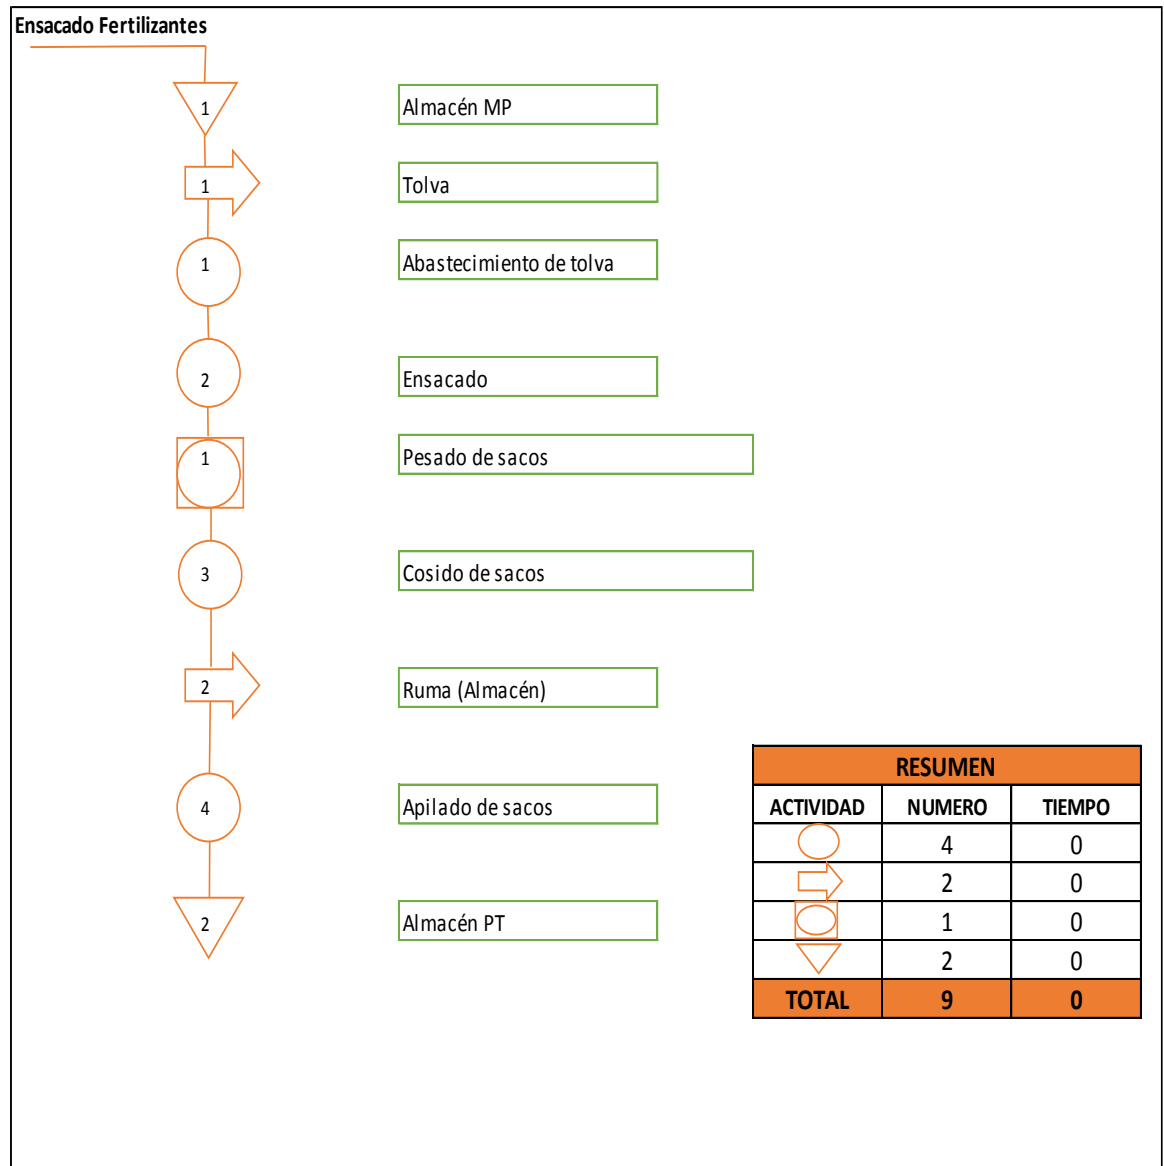 Ensacado Fertilizantes
1 Almacén MP
1 Tolva
1 Abastecimiento de tolva
2 Ensacado
1 Pesado de sacos
3 Cosido de sacos
2 Ruma (Almacén)
4 Apilado de sacos
2 Almacén PT
RESUMEN
ACTIVIDAD NUMERO TIEMPO
4 0
2 0
1 0
2 0
TOTAL 9 0